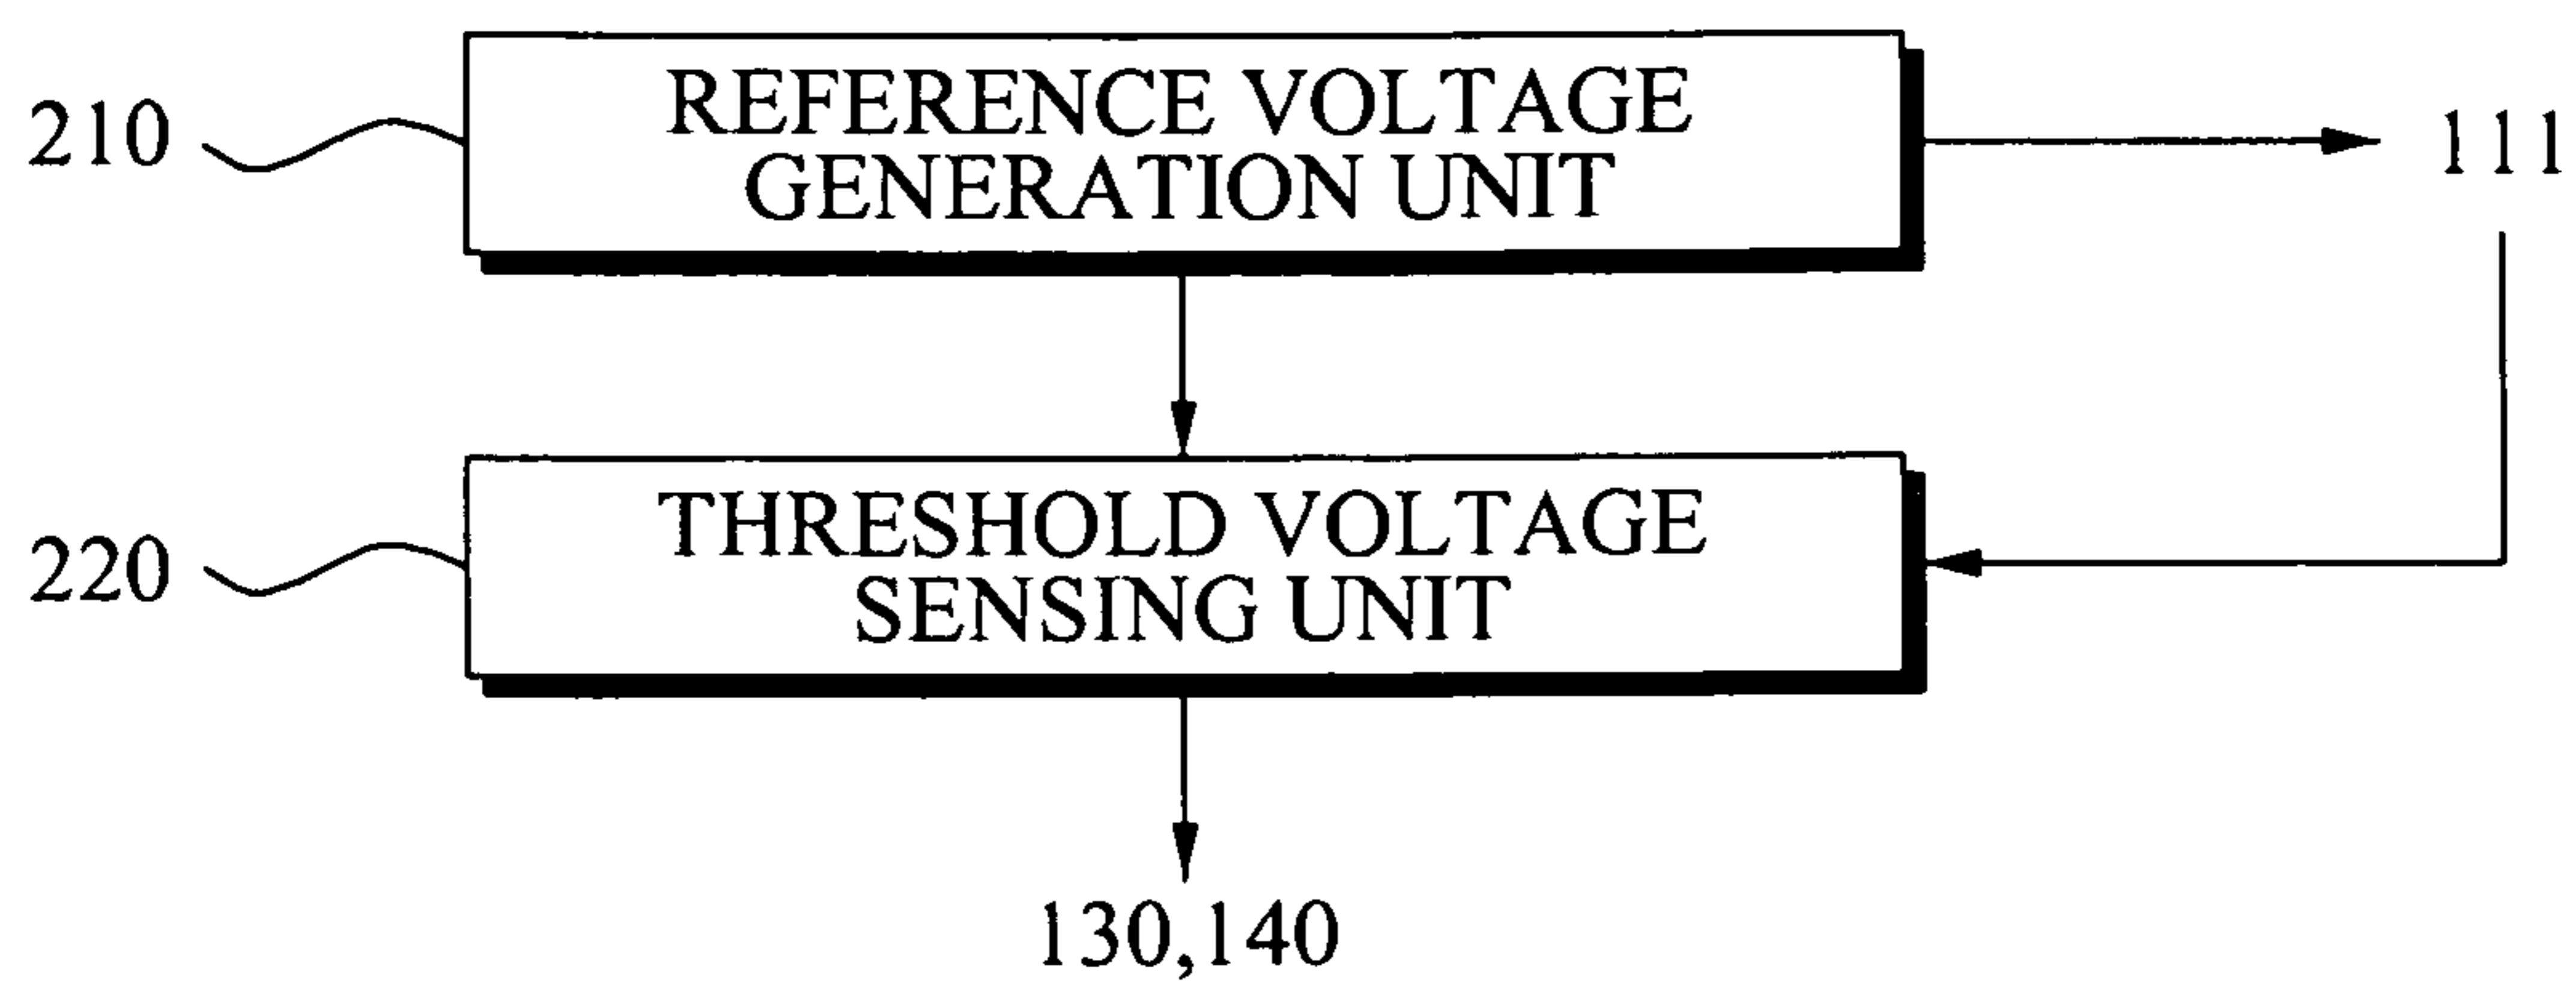 210
REFERENCE VOLTAGE
GENERATION UNIT
111
220
THRESHOLD VOLTAGE
SENSING UNIT
130,140